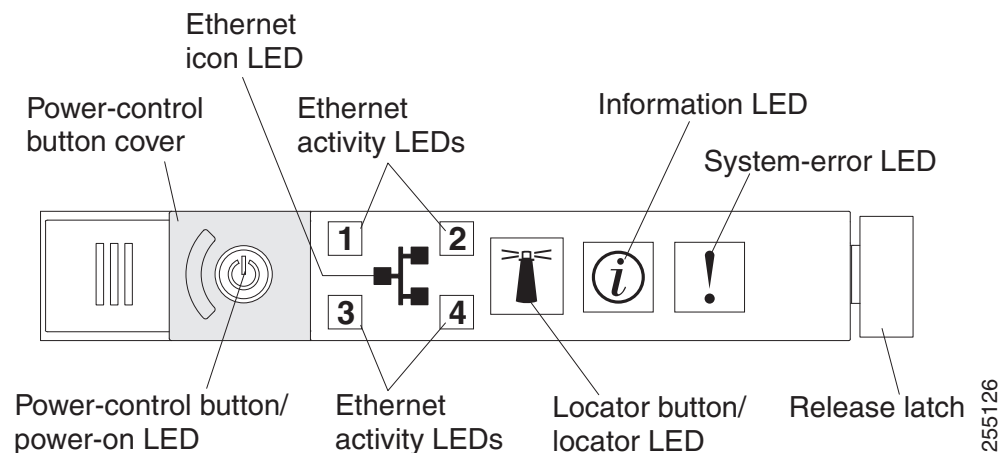 Ethernet
icon LED
Power-control
button cover
Ethernet
activity LEDs
Information LED
System-error LED
1
2
3
4
i
!
Power-control button/
power-on LED
Ethernet
activity LEDs
Locator button/
locator LED
Release latch
255126